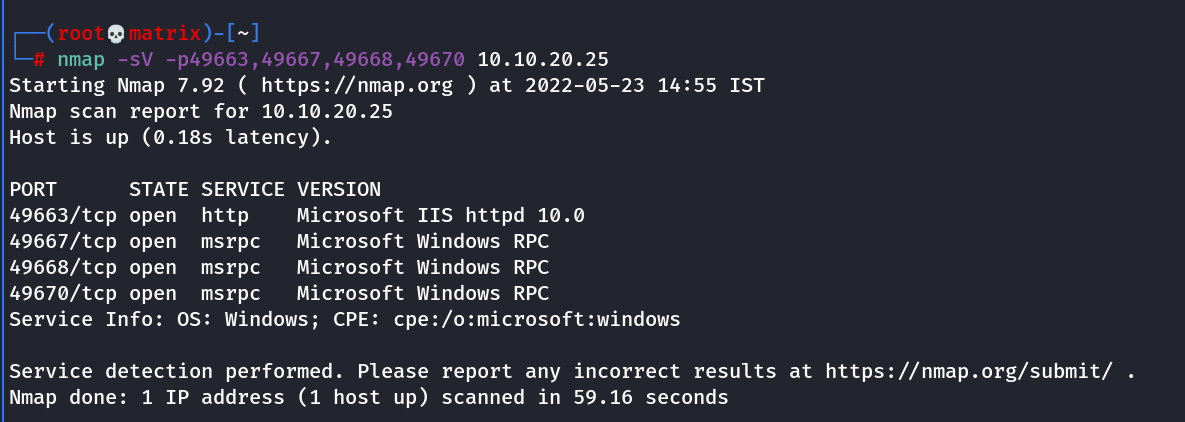 ┌──(root💀matrix)-[~]
└─# nmap -sV -p49663,49667,49668,49670 10.10.20.25
Starting Nmap 7.92 ( https://nmap.org ) at 2022-05-23 14:55 IST
Nmap scan report for 10.10.20.25
Host is up (0.18s latency).

PORT      STATE SERVICE VERSION
49663/tcp open  http    Microsoft IIS httpd 10.0
49667/tcp open  msrpc   Microsoft Windows RPC
49668/tcp open  msrpc   Microsoft Windows RPC
49670/tcp open  msrpc   Microsoft Windows RPC
Service Info: OS: Windows; CPE: cpe:/o:microsoft:windows

Service detection performed. Please report any incorrect results at https://nmap.org/submit/ .
Nmap done: 1 IP address (1 host up) scanned in 59.16 seconds